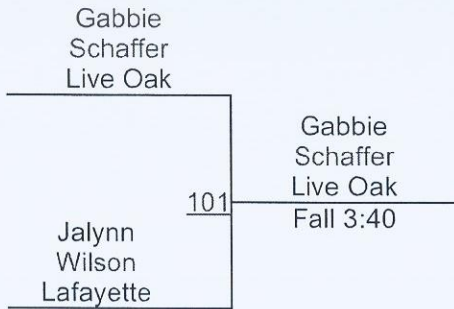 Gabbie
Schaffer
Live Oak
101
Gabbie
Schaffer
Live Oak
Fall 3:40
Jalynn
Wilson
Lafayette